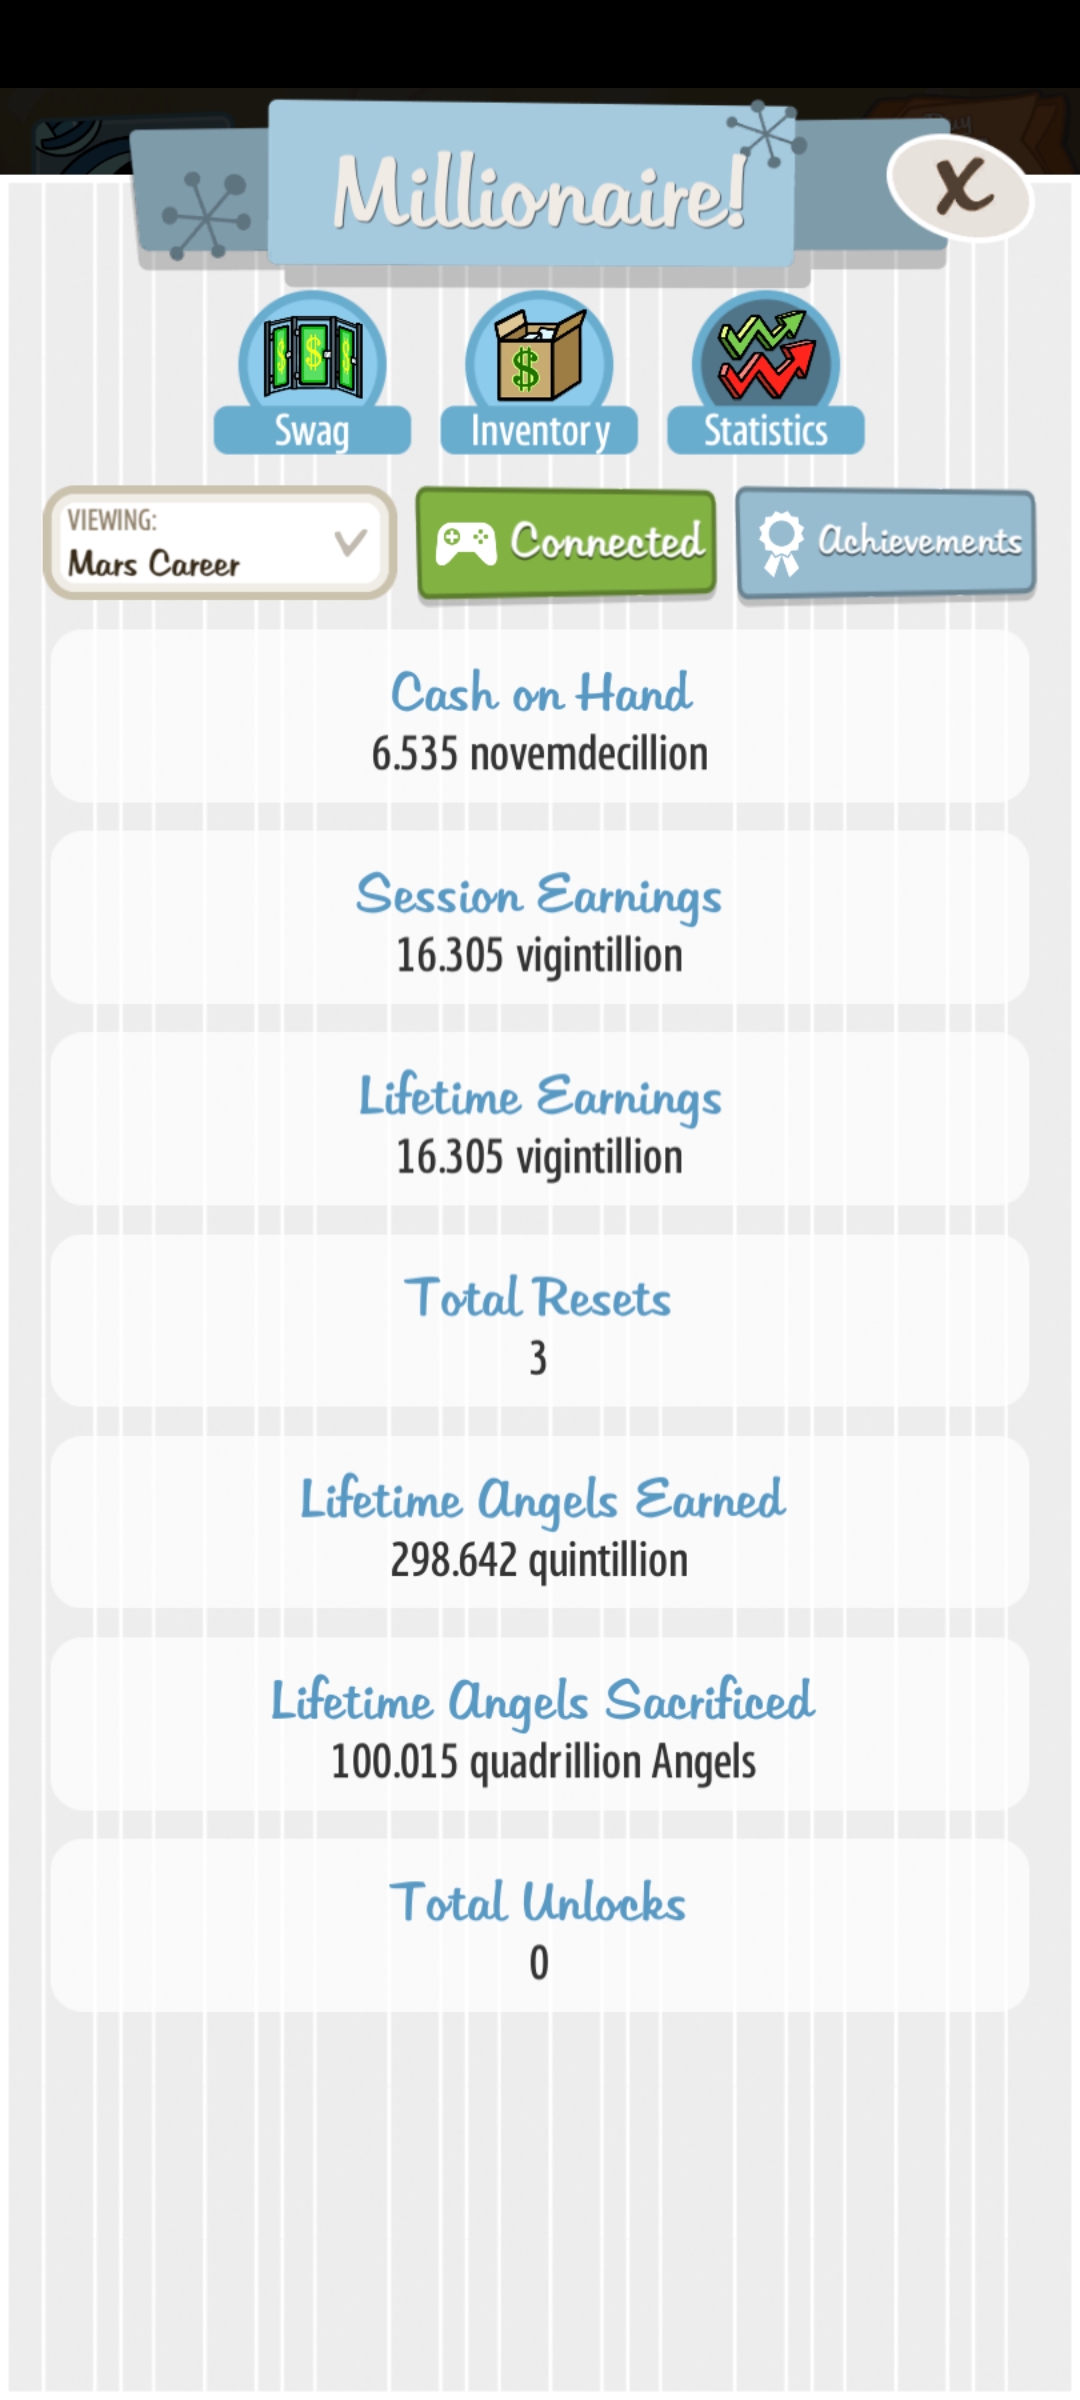 Millionaire!
X
Swag
Inventory
Statistics
VIEWING:
Mars Career
Connected
Achievements
Cash on Hand
6.535 novemdecillion
Session Earnings
16.305 vigintillion
Lifetime Earnings
16.305 vigintillion
Total Resets
3
Lifetime Angels Earned
298.642 quintillion
Lifetime Angels Sacrificed
100.015 quadrillion Angels
Total Unlocks
0